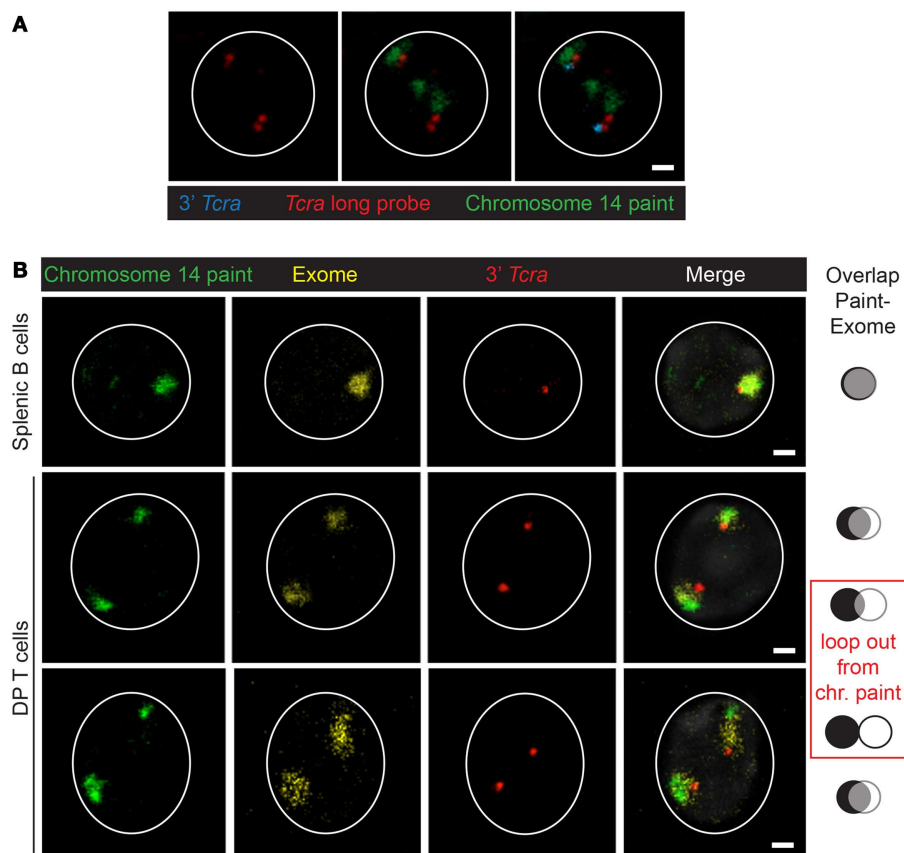 A
3' Tcra Tcra long probe Chromosome 14 paint
B
Chromosome 14 paint Exome 3' Tcra Merge
Overlap
Paint-
Exome
Splenic B cells
DP T cells
loop out
from
chr. paint